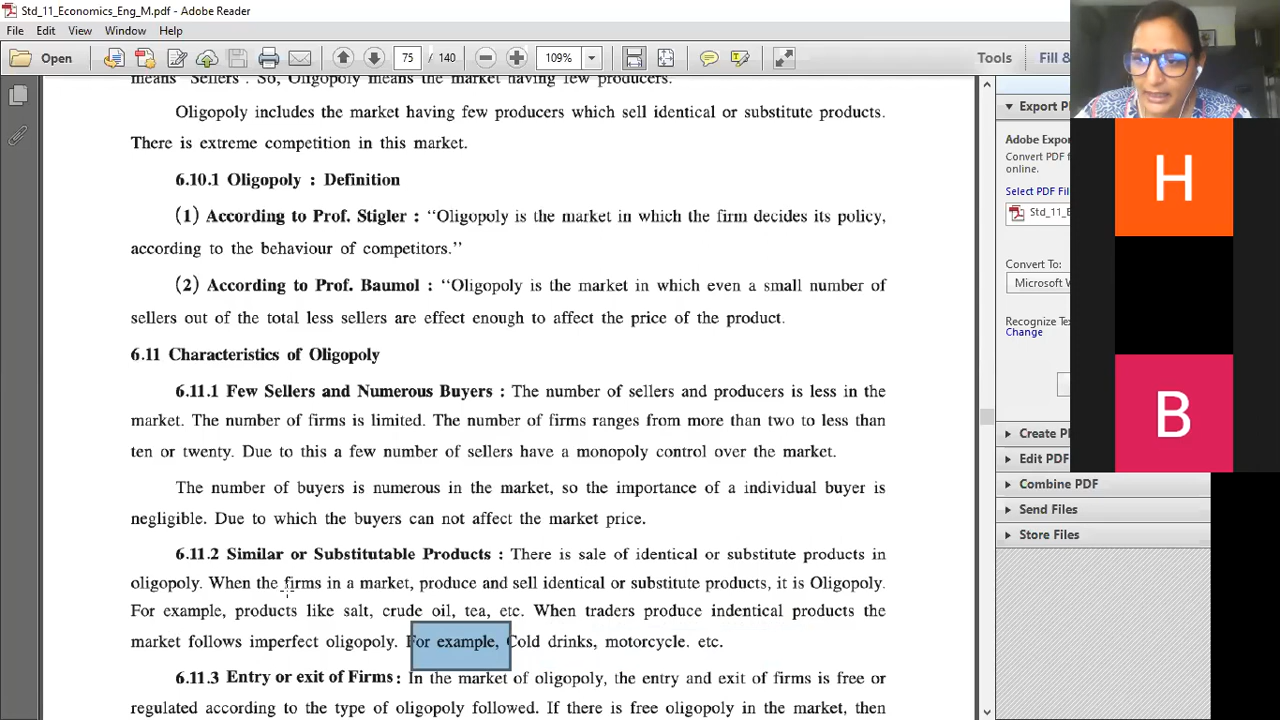 Std_11_Economics_Eng_M.pdf - Adobe Reader
File Edit View Window Help
Open 75 / 140 109% Tools Fill &
means "Sellers". So, Oligopoly means the market having few producers.
Oligopoly includes the market having few producers which sell identical or substitute products.
There is extreme competition in this market.
6.10.1 Oligopoly : Definition
(1) According to Prof. Stigler : "Oligopoly is the market in which the firm decides its policy,
according to the behaviour of competitors."
(2) According to Prof. Baumol : "Oligopoly is the market in which even a small number of
sellers out of the total less sellers are effect enough to affect the price of the product.
6.11 Characteristics of Oligopoly
6.11.1 Few Sellers and Numerous Buyers : The number of sellers and producers is less in the
market. The number of firms is limited. The number of firms ranges from more than two to less than
ten or twenty. Due to this a few number of sellers have a monopoly control over the market.
The number of buyers is numerous in the market, so the importance of a individual buyer is
negligible. Due to which the buyers can not affect the market price.
6.11.2 Similar or Substitutable Products : There is sale of identical or substitute products in
oligopoly. When the firms in a market, produce and sell identical or substitute products, it is Oligopoly.
For example, products like salt, crude oil, tea, etc. When traders produce indentical products the
market follows imperfect oligopoly. For example, Cold drinks, motorcycle. etc.
6.11.3 Entry or exit of Firms : In the market of oligopoly, the entry and exit of firms is free or
regulated according to the type of oligopoly followed. If there is free oligopoly in the market, then
Export P
Adobe Expor
Convert PDF f
online.
Select PDF Fil
Std_11_E
Convert To:
Microsoft W
Recognize Te
Change
Create P
Edit PD
Combine PDF
Send Files
Store Files
H
B